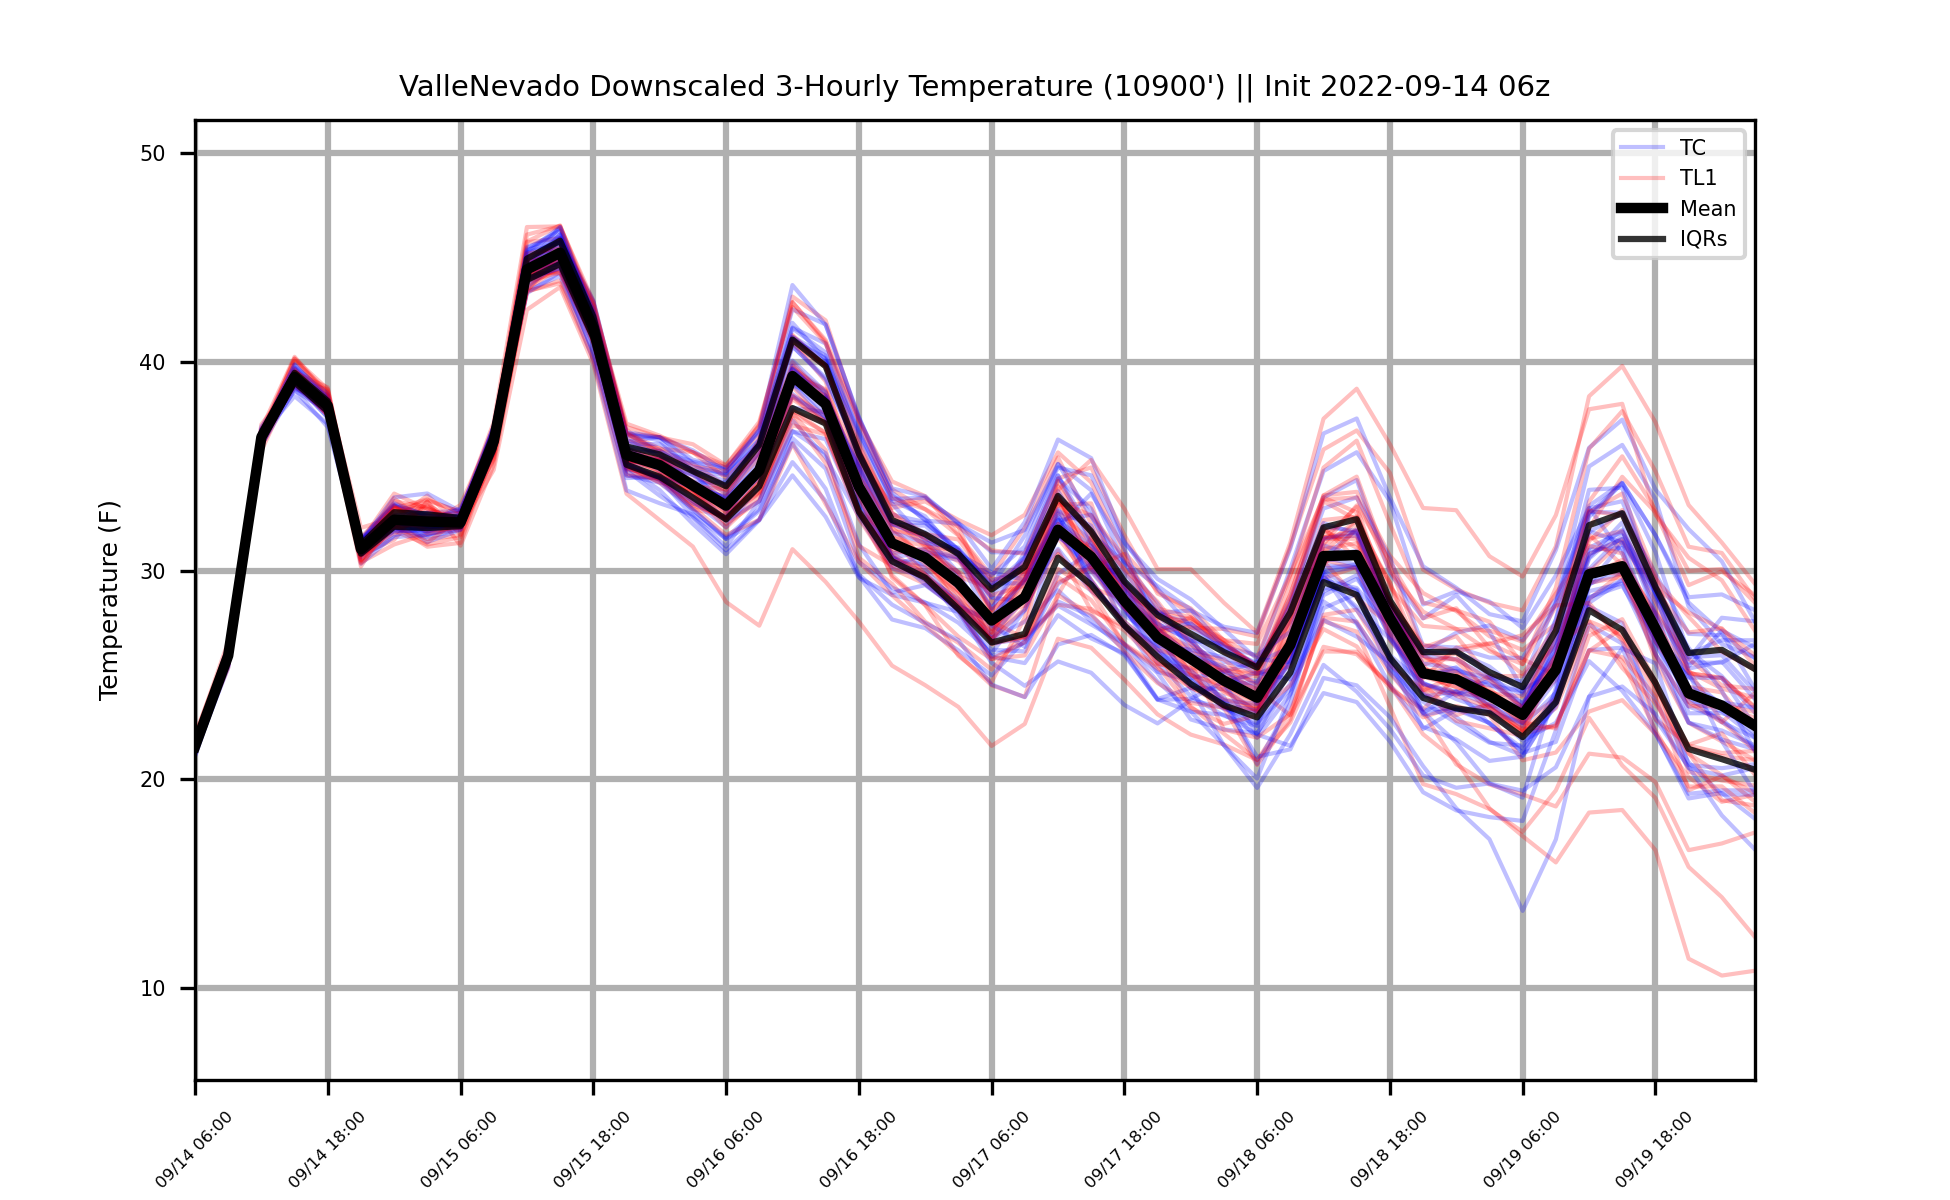 ValleNevado Downscaled 3-Hourly Temperature (10900') || Init 2022-09-14 06z
TC
TL1
Mean
IQRs
Temperature (F)
50
40
30
20
10
09/14 06:00
09/14 18:00
09/15 06:00
09/15 18:00
09/16 06:00
09/16 18:00
09/17 06:00
09/17 18:00
09/18 06:00
09/18 18:00
09/19 06:00
09/19 18:00